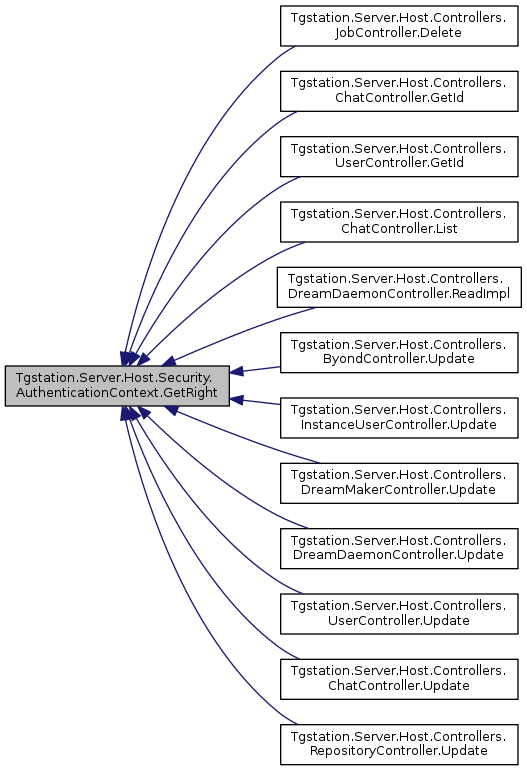 Tgstation.Server.Host.Controllers.
JobController.Delete
Tgstation.Server.Host.Controllers.
ChatController.GetId
Tgstation.Server.Host.Controllers.
UserController.GetId
Tgstation.Server.Host.Controllers.
ChatController.List
Tgstation.Server.Host.Controllers.
DreamDaemonController.ReadImpl
Tgstation.Server.Host.Controllers.
ByondController.Update
Tgstation.Server.Host.Security.
AuthenticationContext.GetRight
Tgstation.Server.Host.Controllers.
InstanceUserController.Update
Tgstation.Server.Host.Controllers.
DreamMakerController.Update
Tgstation.Server.Host.Controllers.
DreamDaemonController.Update
Tgstation.Server.Host.Controllers.
UserController.Update
Tgstation.Server.Host.Controllers.
ChatController.Update
Tgstation.Server.Host.Controllers.
RepositoryController.Update